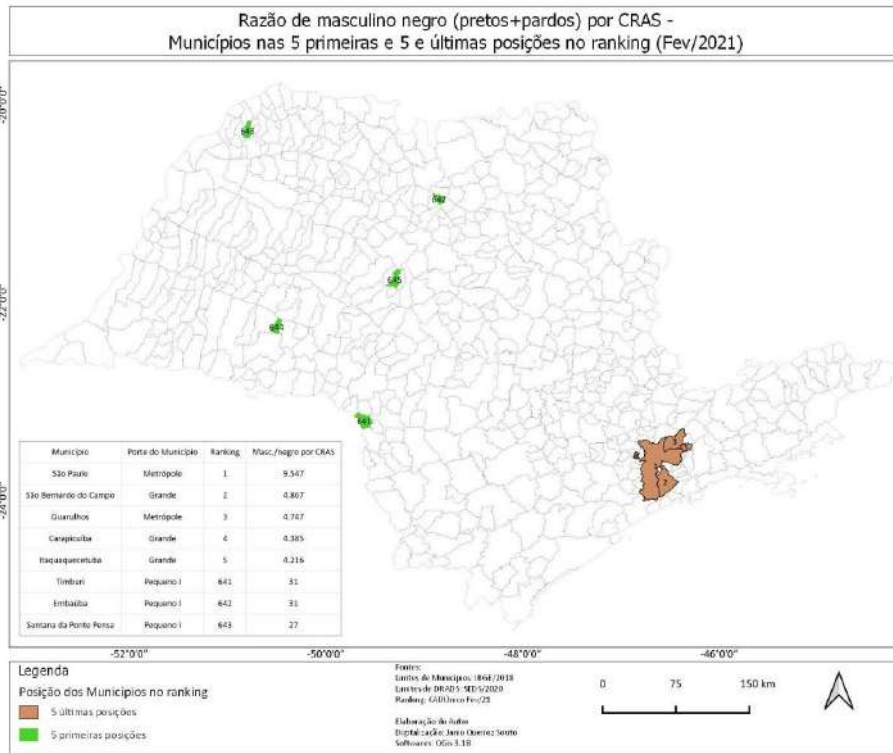 Razão de masculino negro (pretos+pardos) por CRAS -
Municípios nas 5 primeiras e 5 e últimas posições no ranking (Fev/2021)
-20°0'0"
643
642
645
-22°0'0"
644
641
Município Porte do Município Ranking Masc./negro por CRAS
São Paulo Metrópole 1 9.547
São Bernardo do Campo Grande 2 4.867
Guarulhos Metrópole 3 4.747
Carapicuíba Grande 4 4.385
Itaquaquecetuba Grande 5 4.216
Timburi Pequeno I 641 31
Embaúba Pequeno I 642 31
Santana da Ponte Pensa Pequeno I 643 27
3
2
-24°0'0"
-52°0'0" -50°0'0" -48°0'0" -46°0'0"
Legenda
Posição dos Municipios no ranking
5 últimas posições
5 primeiras posições
Fontes:
Limites de Municipios: IBGE/2018
Limites de DRADS: SEDS/2020
Ranking: CADÚnico Fev/21
Elaboração do Autor
Digitalização: Janio Queiroz Souto
Softwares: QGis 3.18
0 75 150 km